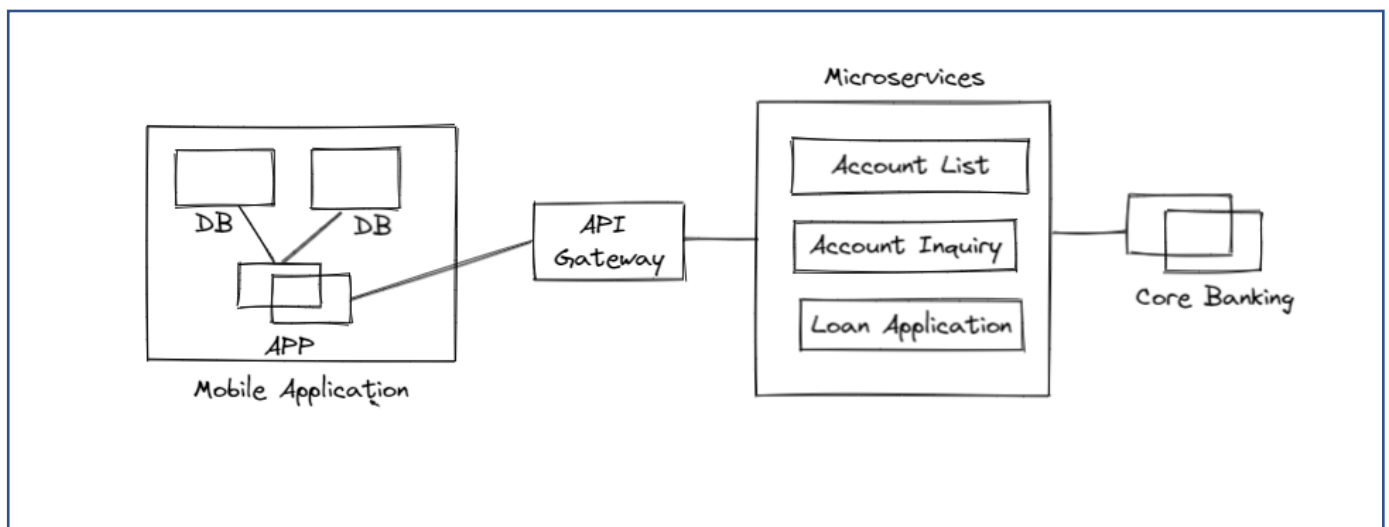 Microservices
DB
DB
APP
Mobile Application
API
Gateway
Account List
Account Inquiry
Loan Application
Core Banking